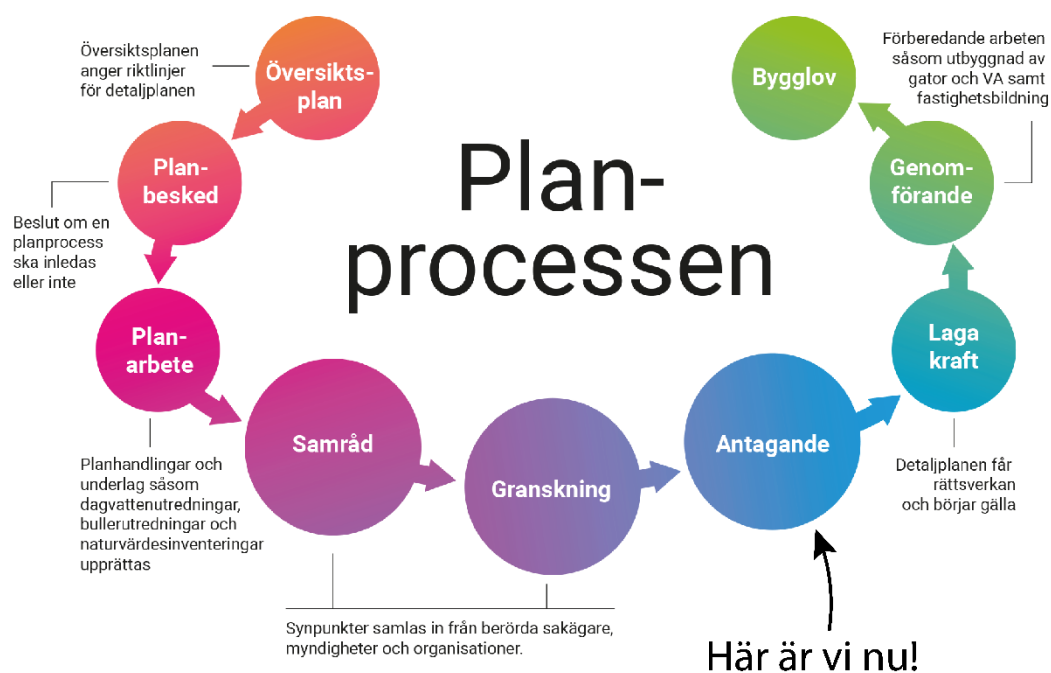 Plan-
processen
Översiktsplanen
anger riktlinjer
för detaljplanen
Översikts-
plan
Plan-
besked
Beslut om en
planprocess
ska inledas
eller inte
Plan-
arbete
Planhandlingar och
underlag såsom
dagvattenutredningar,
bullerutredningar och
naturvärdesinventeringar
upprättas
Samråd
Granskning
Synpunkter samlas in från berörda sakägare,
myndigheter och organisationer.
Antagande
Här är vi nu!
Laga
kraft
Detaljplanen får
rättsverkan
och börjar gälla
Genom-
förande
Förberedande arbeten
såsom utbyggnad av
gator och VA samt
fastighetsbildning
Bygglov